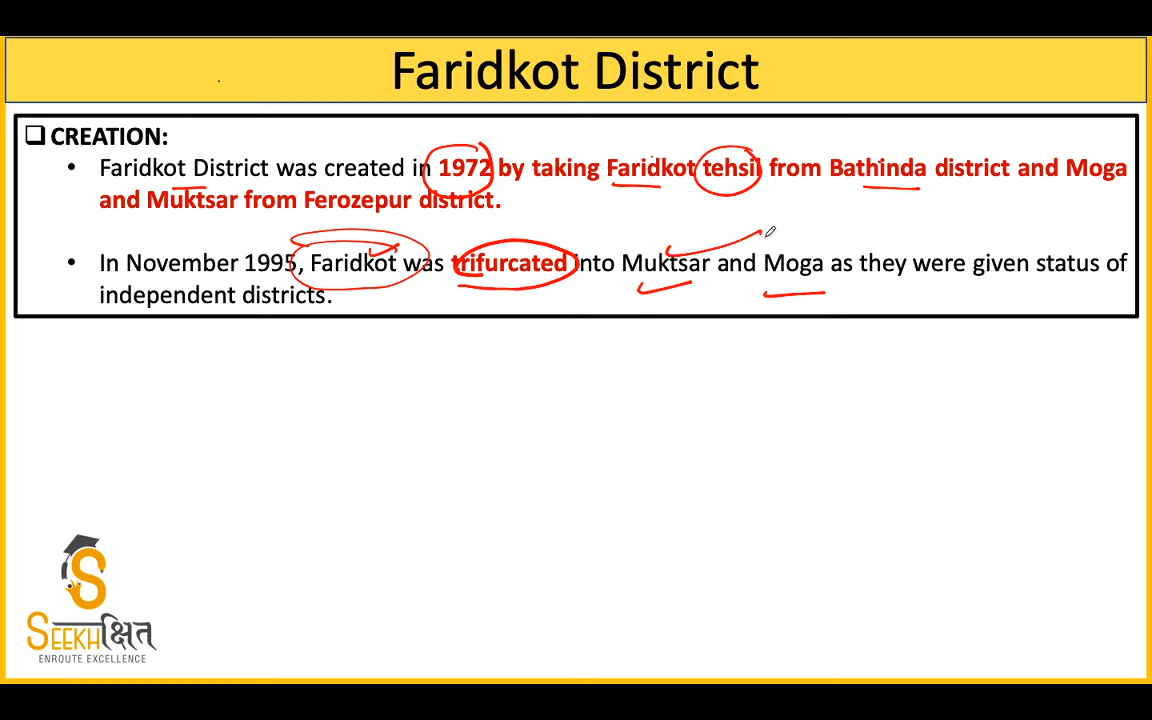 Faridkot District
CREATION:
• Faridkot District was created in 1972 by taking Faridkot tehsil from Bathinda district and Moga
and Muktsar from Ferozepur district.
• In November 1995, Faridkot was trifurcated into Muktsar and Moga as they were given status of
independent districts.
SEEKHक्षित
ENROUTE EXCELLENCE